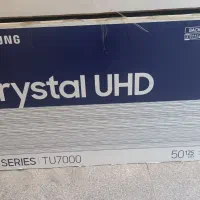 SUNG
rystal UHD
SERIES TU7000
50